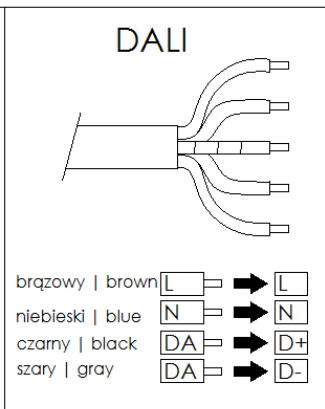 DALI
brązowy | brown L L
niebieski | blue N N
czarny | black DA D+
szary | gray DA D-